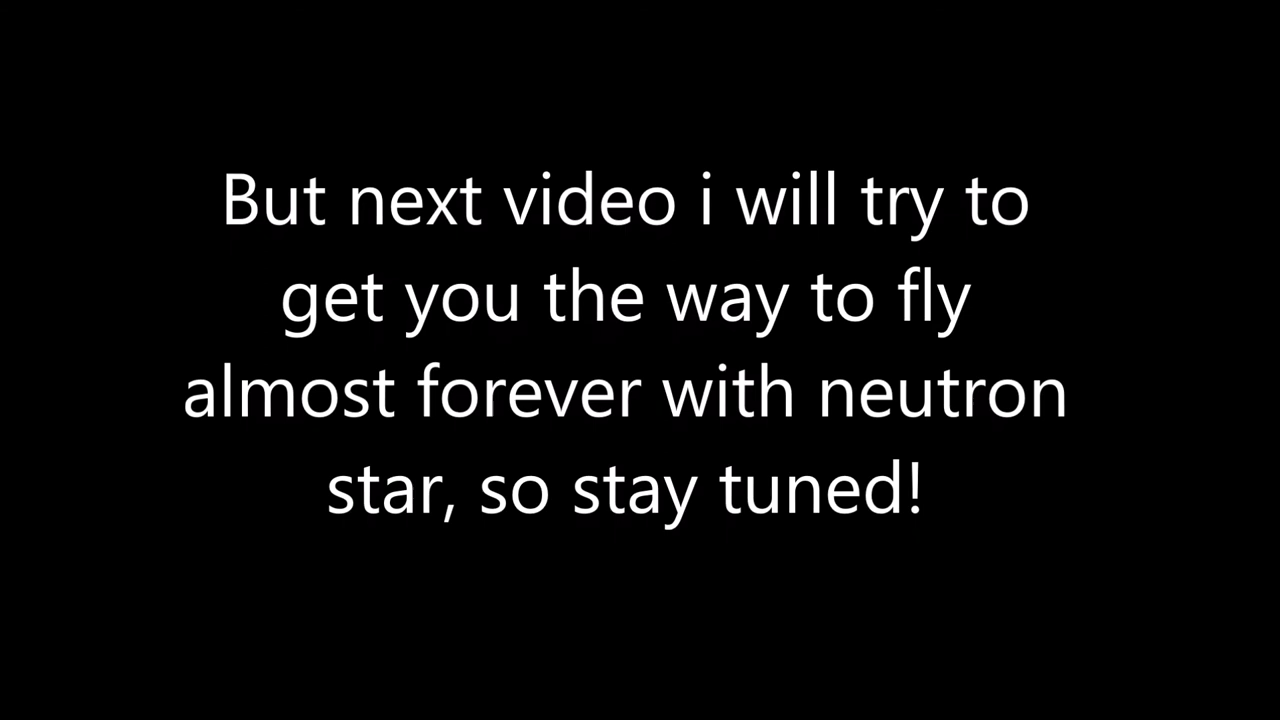 But next video i will try to
get you the way to fly
almost forever with neutron
star, so stay tuned!